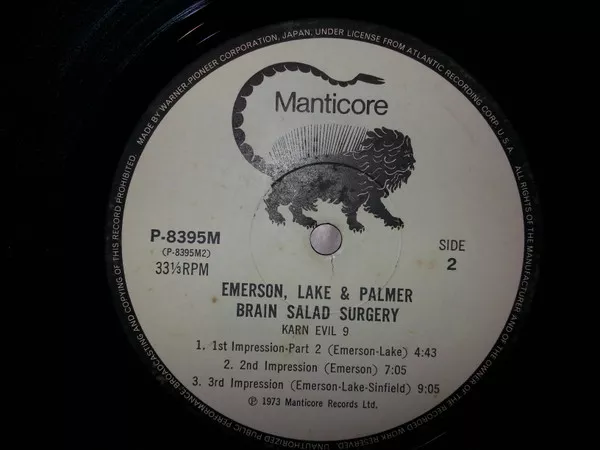 MADE BY WARNER-PIONEER CORPORATION, JAPAN, UNDER LICENSE FROM ATLANTIC RECORDING CORP. U.S.A.
ALL RIGHTS OF THE MANUFACTURER AND OF THE OWNER OF THE RECORDED WORK RESERVED. UNAUTHORIZED PUBLIC PERFORMANCE BROADCASTING AND COPYING OF THIS RECORD PROHIBITED.
Manticore
P-8395M
(P-8395M2)
33⅓RPM
SIDE
2
EMERSON, LAKE & PALMER
BRAIN SALAD SURGERY
KARN EVIL 9
1. 1st Impression-Part 2 (Emerson-Lake) 4:43
2. 2nd Impression (Emerson) 7:05
3. 3rd Impression (Emerson-Lake-Sinfield) 9:05
℗ 1973 Manticore Records Ltd.